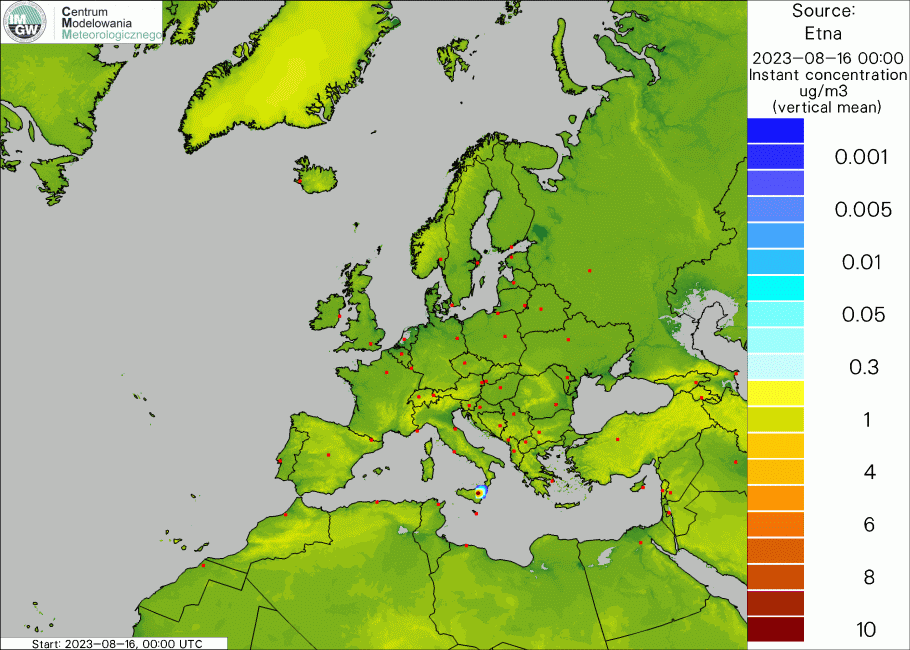 IM
GW
Centrum
Modelowania
Meteorologicznego
Source:
Etna
2023-08-16 00:00
Instant concentration
ug/m3
(vertical mean)
0.001
0.005
0.01
0.05
0.3
1
4
6
8
10
Start: 2023-08-16, 00:00 UTC